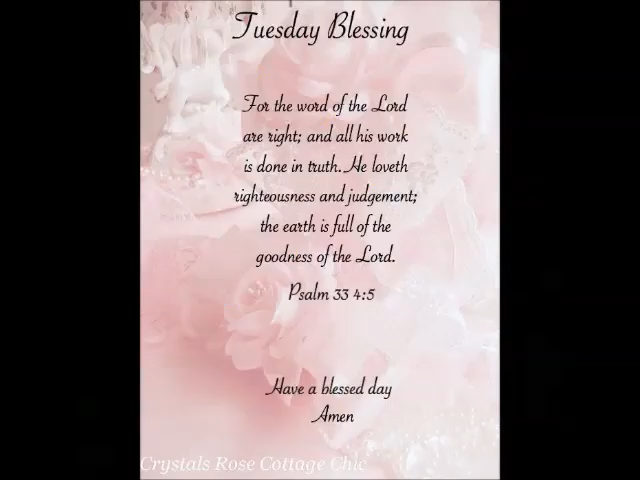 Tuesday Blessing
For the word of the Lord
are right; and all his work
is done in truth. He loveth
righteousness and judgement;
the earth is full of the
goodness of the Lord.
Psalm 33 4:5
Have a blessed day
Amen
Crystals Rose Cottage Chic